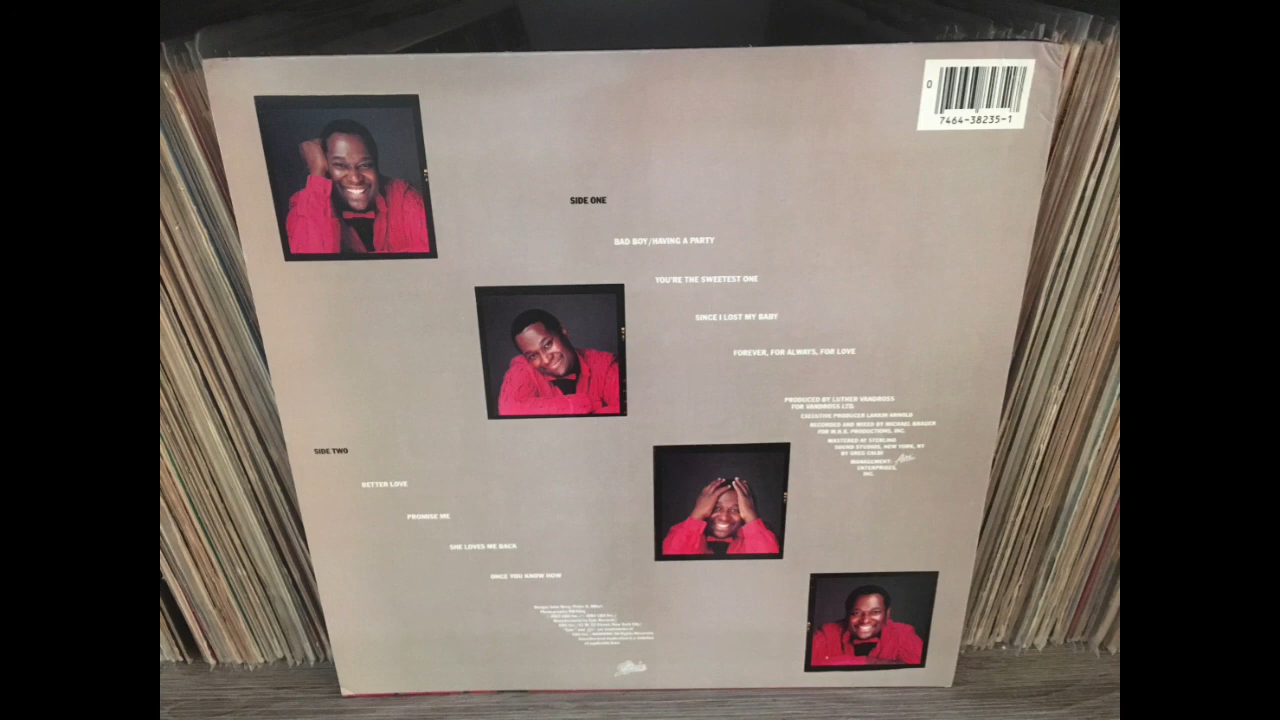 0
7464-38235-1
SIDE ONE
BAD BOY/HAVING A PARTY
YOU'RE THE SWEETEST ONE
SINCE I LOST MY BABY
FOREVER, FOR ALWAYS, FOR LOVE
PRODUCED BY LUTHER VANDROSS
FOR VANDROSS LTD.
EXECUTIVE PRODUCER LARKIN ARNOLD
RECORDED AND MIXED BY MICHAEL BRAUER
FOR M.H.B. PRODUCTIONS, INC.
MASTERED AT STERLING
SOUND STUDIOS, NEW YORK, NY
BY GREG CALBI
MANAGEMENT:
ENTERPRISES,
INC.
SIDE TWO
BETTER LOVE
PROMISE ME
SHE LOVES ME BACK
ONCE YOU KNOW HOW
Epic